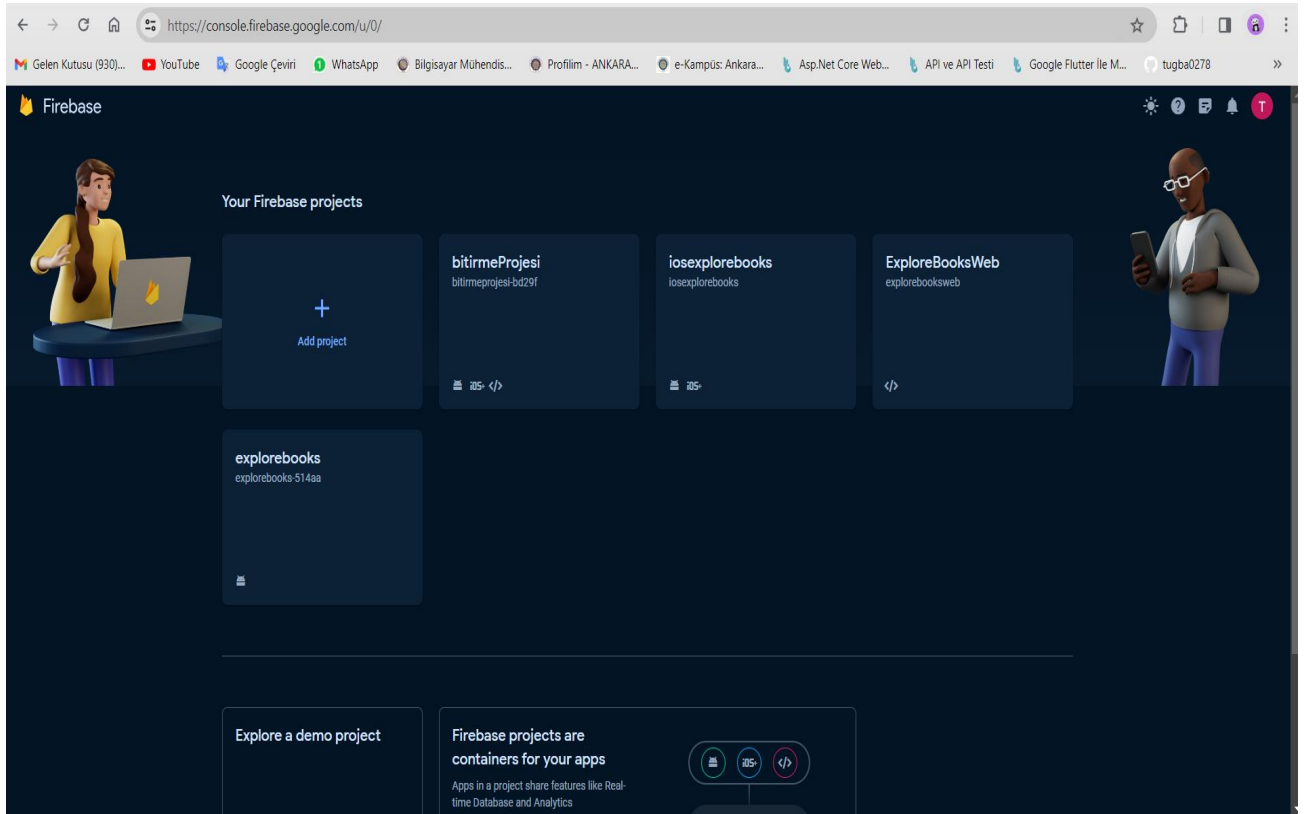 https://console.firebase.google.com/u/0/
Gelen Kutusu (930)... YouTube Google Çeviri WhatsApp Bilgisayar Mühendis... Profilim - ANKARA... e-Kampüs: Ankara... Asp.Net Core Web... API ve API Testi Google Flutter İle M... tugba0278 »
Firebase
T
Your Firebase projects
bitirmeProjesi iosexplorebooks ExploreBooksWeb
bitirmeprojesi-bd29f iosexplorebooks explorebooksweb
+
Add project
iOS+ </> iOS+ </>
explorebooks
explorebooks-514aa
Explore a demo project
Firebase projects are
containers for your apps
Apps in a project share features like Real-
time Database and Analytics
iOS+ </>